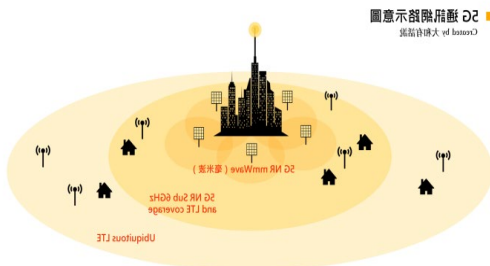 5G 通訊網路示意圖
Created by 大和有話說
5G NR mmWave ( 毫米波 )
5G NR Sub 6GHz
and LTE coverage
Ubiquitous LTE